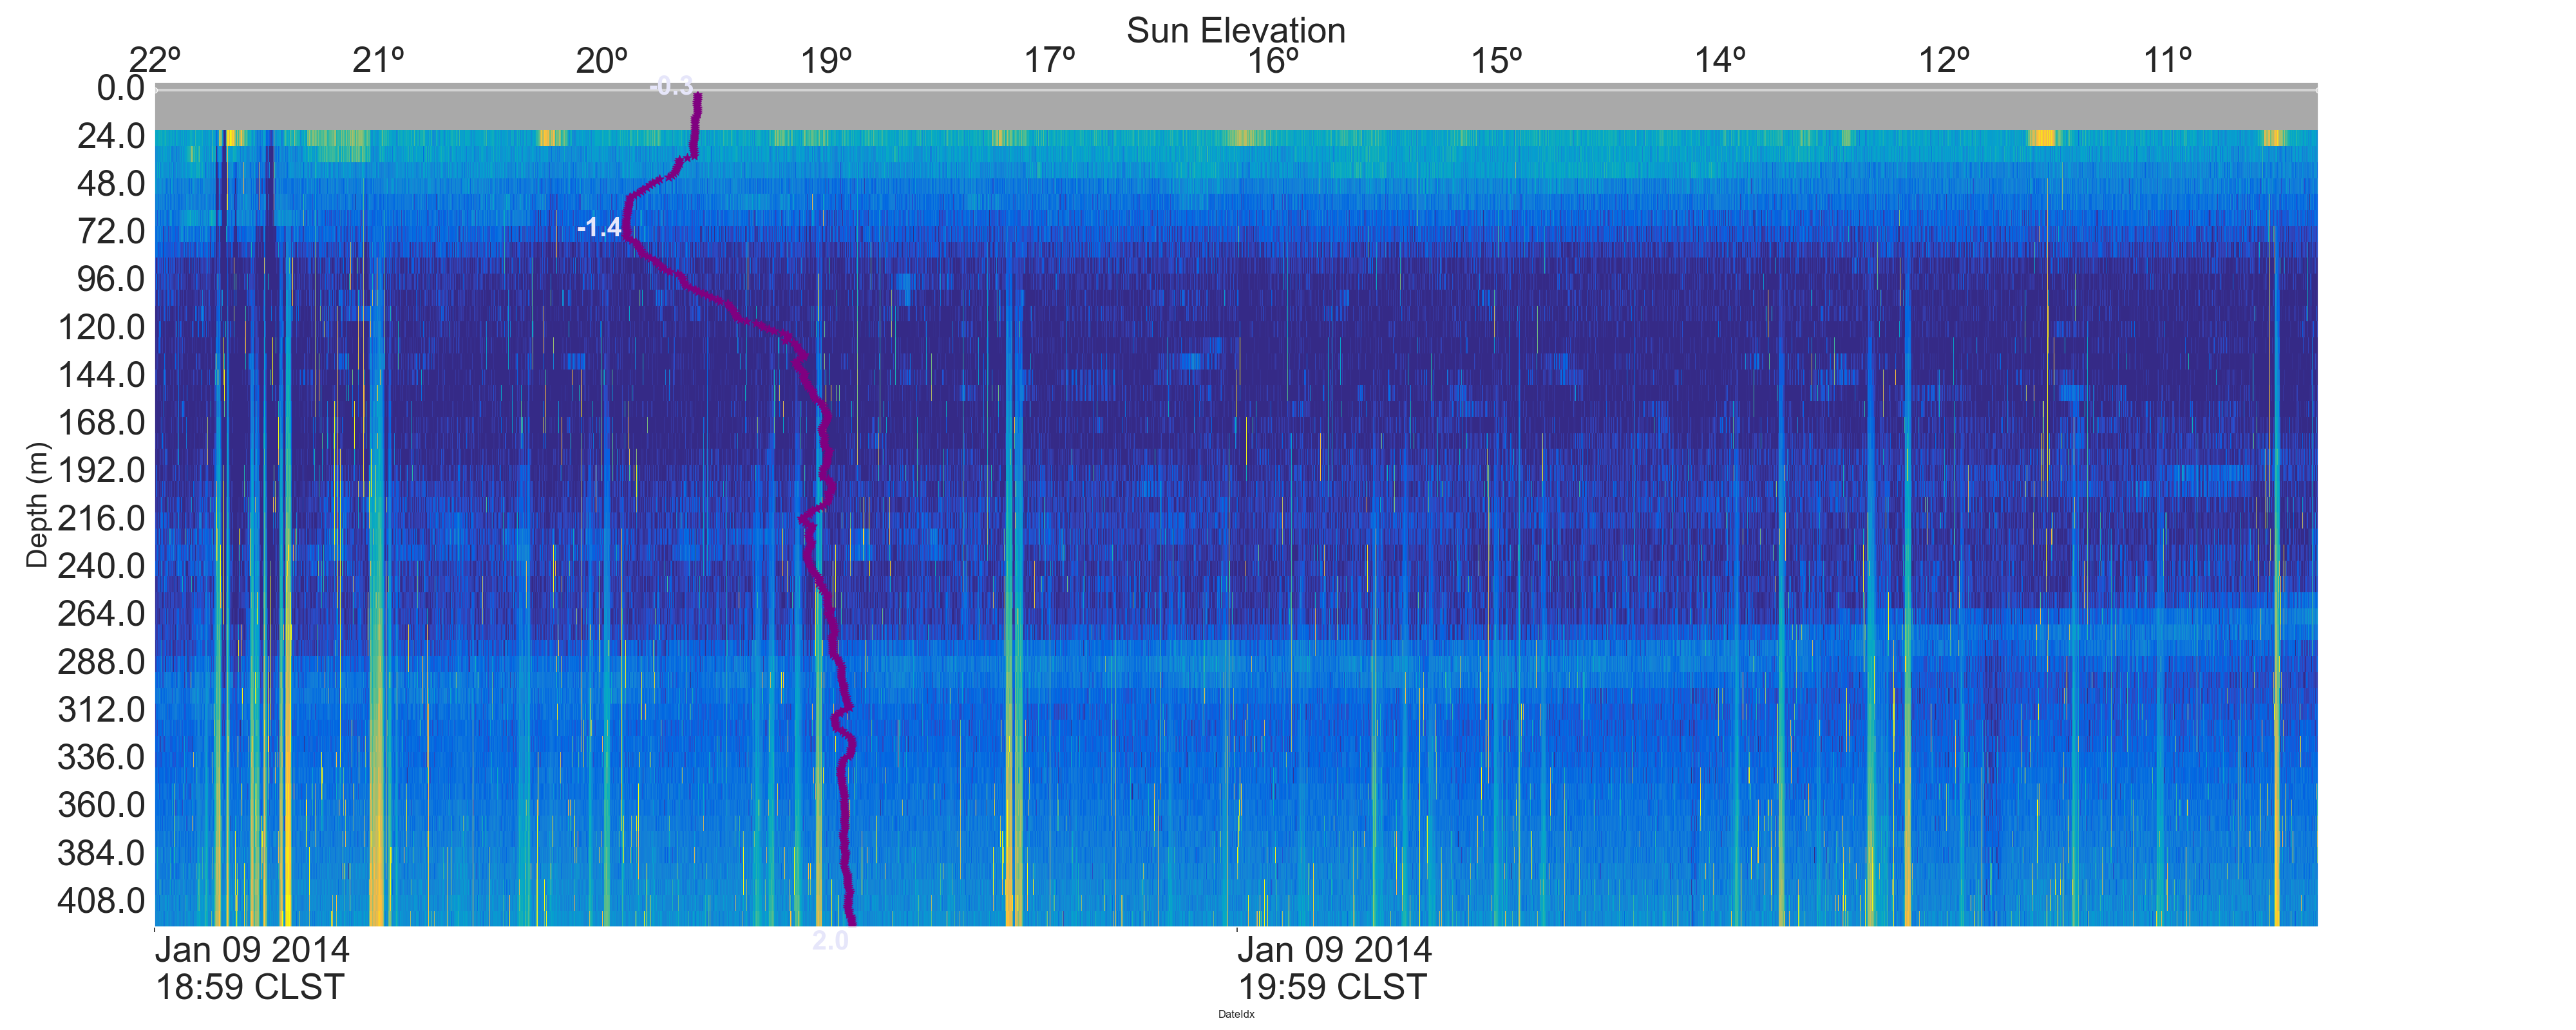 Sun Elevation
22º 21º 20º 19º 17º 16º 15º 14º 12º 11º
Depth (m)
0.0
24.0
48.0
72.0
96.0
120.0
144.0
168.0
192.0
216.0
240.0
264.0
288.0
312.0
336.0
360.0
384.0
408.0
-0.3
-1.4
2.0
Jan 09 2014
18:59 CLST
Jan 09 2014
19:59 CLST
DateIdx